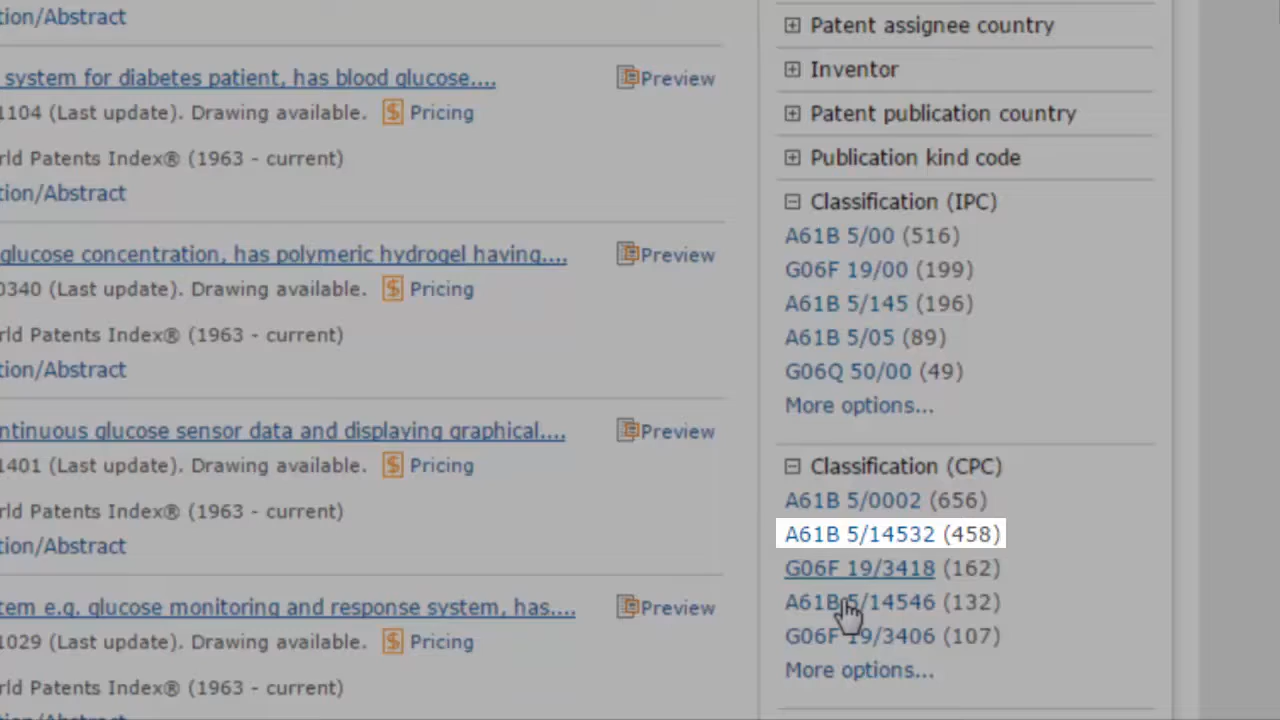 tion/Abstract
system for diabetes patient, has blood glucose.... Preview
1104 (Last update). Drawing available. $ Pricing
rld Patents Index® (1963 - current)
tion/Abstract
glucose concentration, has polymeric hydrogel having.... Preview
0340 (Last update). Drawing available. $ Pricing
rld Patents Index® (1963 - current)
tion/Abstract
ntinuous glucose sensor data and displaying graphical.... Preview
1401 (Last update). Drawing available. $ Pricing
rld Patents Index® (1963 - current)
tion/Abstract
tem e.g. glucose monitoring and response system, has.... Preview
1029 (Last update). Drawing available. $ Pricing
rld Patents Index® (1963 - current)
Patent assignee country
Inventor
Patent publication country
Publication kind code
Classification (IPC)
A61B 5/00 (516)
G06F 19/00 (199)
A61B 5/145 (196)
A61B 5/05 (89)
G06Q 50/00 (49)
More options...
Classification (CPC)
A61B 5/0002 (656)
A61B 5/14532 (458)
G06F 19/3418 (162)
A61B 5/14546 (132)
G06F 19/3406 (107)
More options...